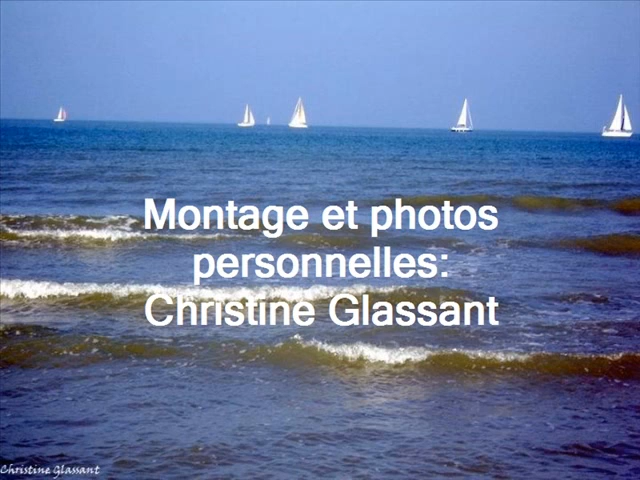 Montage et photos
personnelles:
Christine Glassant
Christine Glassant